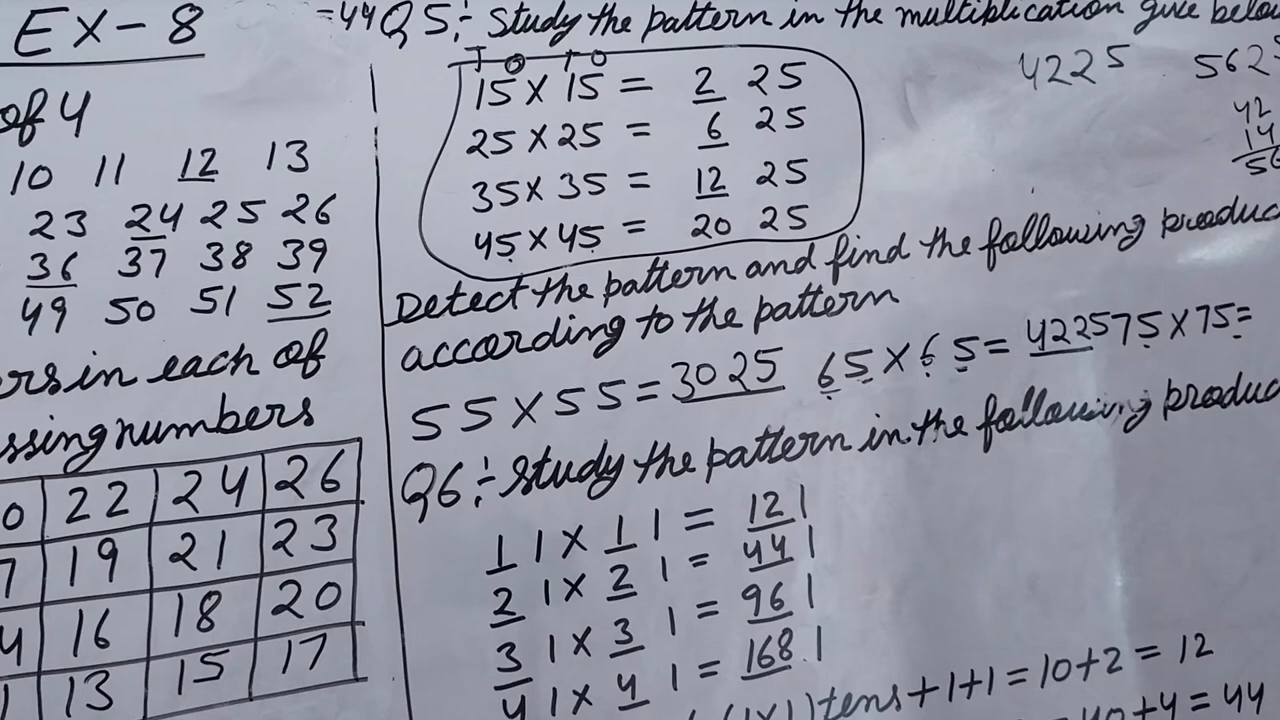 EX-8
of 4
10 11 12 13
23 24 25 26
36 37 38 39
49 50 51 52
in each of
numbers
0 22 24 26
7 19 21 23
4 16 18 20
1 13 15 17
=44
Q5:- Study the pattern in the multiplication give below
T O T O
15 X 15 = 2 25
25 X 25 = 6 25
35 X 35 = 12 25
45 X 45 = 20 25
4225 5625
42
14
56
Detect the pattern and find the following
according to the pattern
55 X 55 = 3025 65 X 65 = 4225 75 X 75 =
Q6:- Study the pattern in the following
11 X 11 = 121
21 X 21 = 441
31 X 31 = 961
41 X 41 = 1681
(1X1) tens + 1 + 1 = 10 + 2 = 12
40 + 4 = 44